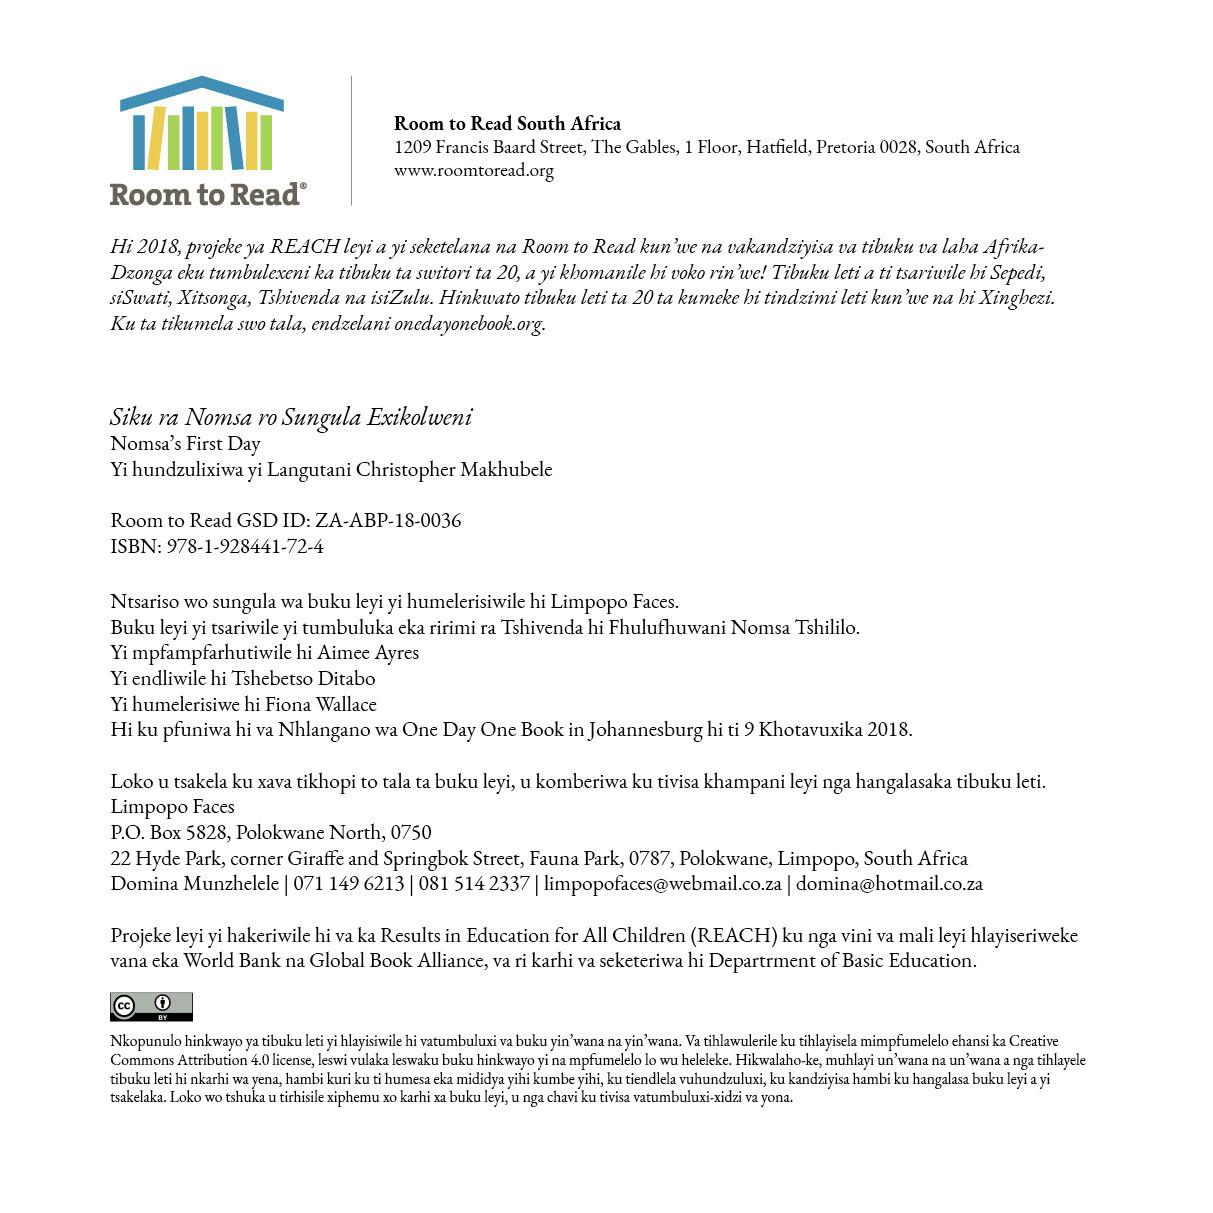 Room to Read®
Room to Read South Africa
1209 Francis Baard Street, The Gables, 1 Floor, Hatfield, Pretoria 0028, South Africa
www.roomtoread.org
Hi 2018, projeke ya REACH leyi a yi seketelana na Room to Read kun’we na vakandziyisa va tibuku va laha Afrika-
Dzonga eku tumbulexeni ka tibuku ta switori ta 20, a yi khomanile hi voko rin’we! Tibuku leti a ti tsariwile hi Sepedi,
siSwati, Xitsonga, Tshivenda na isiZulu. Hinkwato tibuku leti ta 20 ta kumeke hi tindzimi leti kun’we na hi Xinghezi.
Ku ta tikumela swo tala, endzelani onedayonebook.org.
Siku ra Nomsa ro Sungula Exikolweni
Nomsa’s First Day
Yi hundzulixiwa yi Langutani Christopher Makhubele
Room to Read GSD ID: ZA-ABP-18-0036
ISBN: 978-1-928441-72-4
Ntsariso wo sungula wa buku leyi yi humelerisiwile hi Limpopo Faces.
Buku leyi yi tsariwile yi tumbuluka eka ririmi ra Tshivenda hi Fhulufhuwani Nomsa Tshililo.
Yi mpfampfarhutiwile hi Aimee Ayres
Yi endliwile hi Tshebetso Ditabo
Yi humelerisiwe hi Fiona Wallace
Hi ku pfuniwa hi va Nhlangano wa One Day One Book in Johannesburg hi ti 9 Khotavuxika 2018.
Loko u tsakela ku xava tikhopi to tala ta buku leyi, u komberiwa ku tivisa khampani leyi nga hangalasaka tibuku leti.
Limpopo Faces
P.O. Box 5828, Polokwane North, 0750
22 Hyde Park, corner Giraffe and Springbok Street, Fauna Park, 0787, Polokwane, Limpopo, South Africa
Domina Munzhelele | 071 149 6213 | 081 514 2337 | limpopofaces@webmail.co.za | domina@hotmail.co.za
Projeke leyi yi hakeriwile hi va ka Results in Education for All Children (REACH) ku nga vini va mali leyi hlayiseriweke
vana eka World Bank na Global Book Alliance, va ri karhi va seketeriwa hi Departrment of Basic Education.
cc BY
Nkopunulo hinkwayo ya tibuku leti yi hlayisiwile hi vatumbuluxi va buku yin’wana na yin’wana. Va tihlawulerile ku tihlayisela mimpfumelelo ehansi ka Creative
Commons Attribution 4.0 license, leswi vulaka leswaku buku hinkwayo yi na mpfumelelo lo wu heleleke. Hikwalaho-ke, muhlayi un’wana na un’wana a nga tihlayele
tibuku leti hi nkarhi wa yena, hambi kuri ku ti humesa eka mididya yihi kumbe yihi, ku tiendlela vuhundzuluxi, ku kandziyisa hambi ku hangalasa buku leyi a yi
tsakelaka. Loko wo tshuka u tirhisile xiphemu xo karhi xa buku leyi, u nga chavi ku tivisa vatumbuluxi-xidzi va yona.